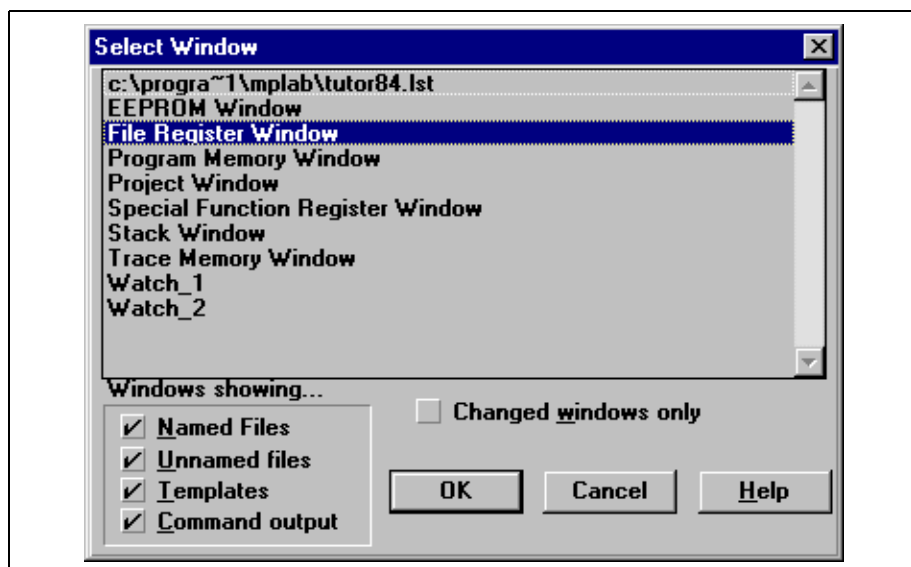 Select Window
c:\progra~1\mplab\tutor84.lst
EEPROM Window
File Register Window
Program Memory Window
Project Window
Special Function Register Window
Stack Window
Trace Memory Window
Watch_1
Watch_2
Windows showing...
Changed windows only
Named Files
Unnamed files
Templates
Command output
OK
Cancel
Help